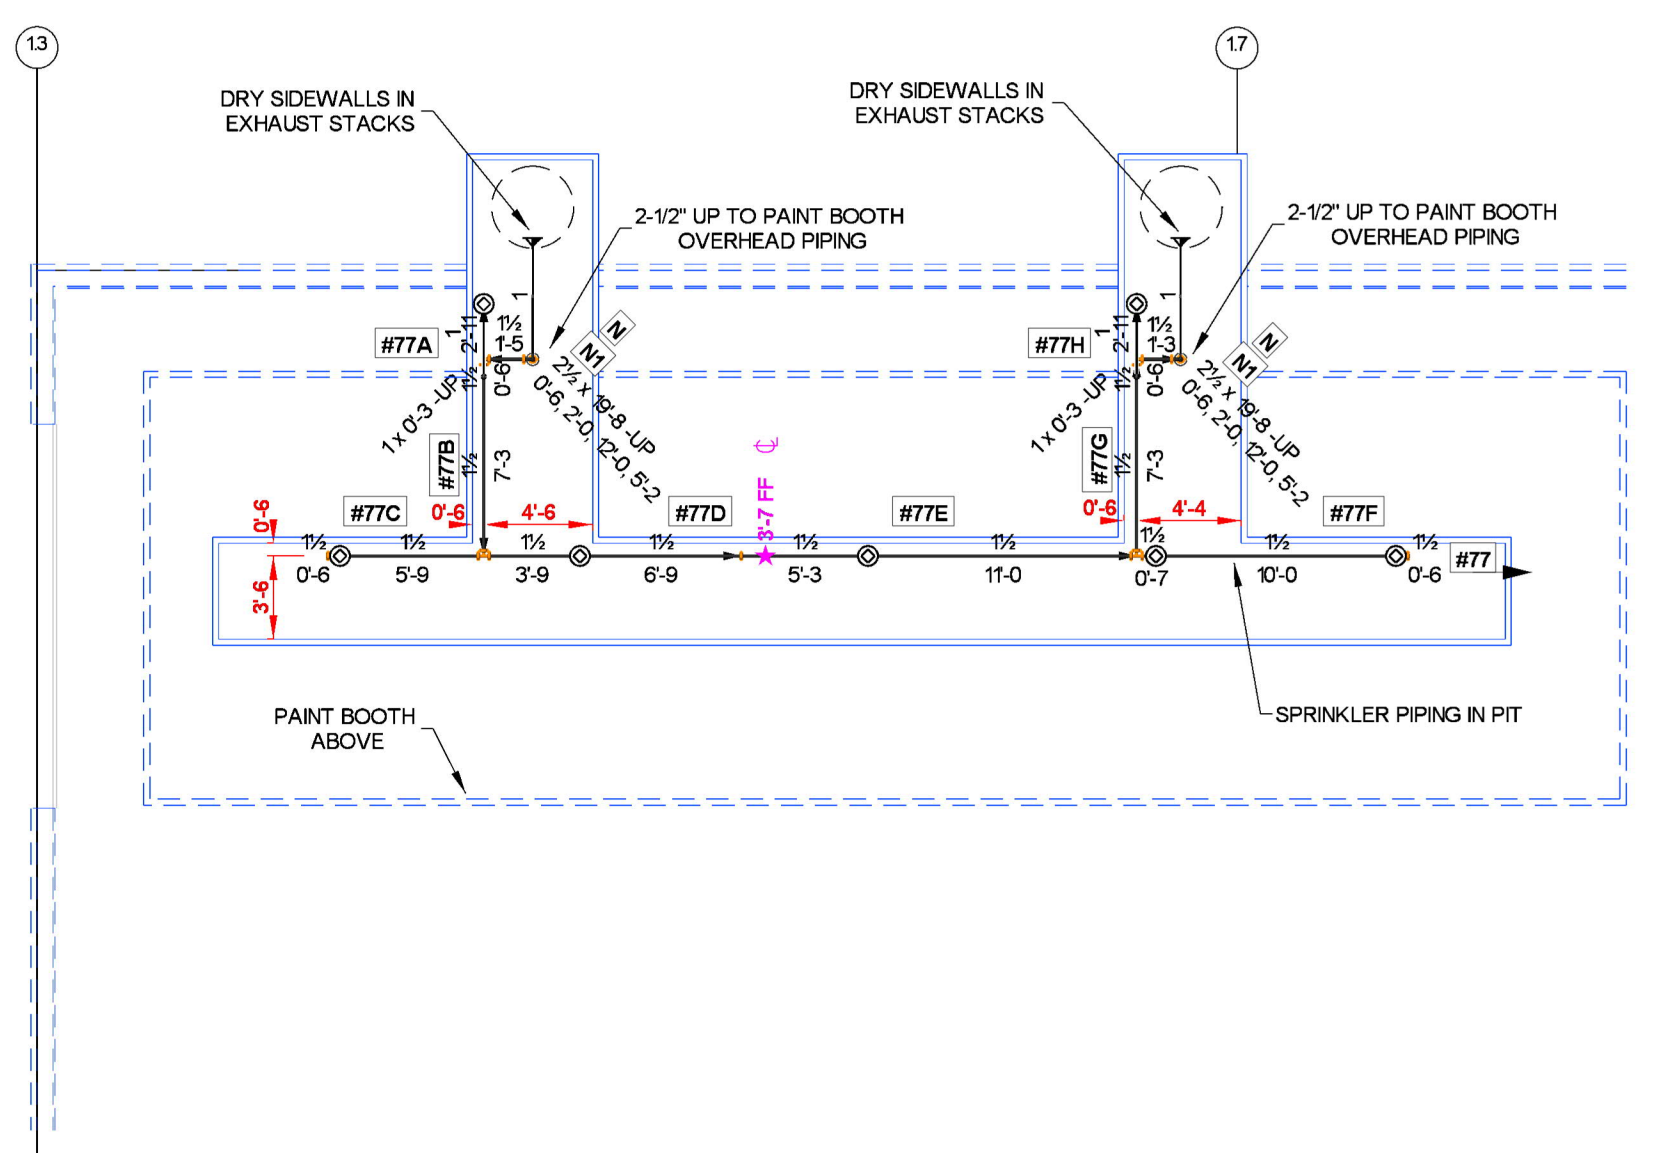 1.3
1.7
DRY SIDEWALLS IN
EXHAUST STACKS
DRY SIDEWALLS IN
EXHAUST STACKS
2-1/2" UP TO PAINT BOOTH
OVERHEAD PIPING
2-1/2" UP TO PAINT BOOTH
OVERHEAD PIPING
#77A
1
2'-11
1
1½
1'-5
N
N1
1½
0'-6
1 x 0'-3 -UP
2½ x 19'-8 -UP
0'-6, 2'-0, 12'-0, 5'-2
#77H
1
2'-11
1
1½
1'-3
N
N1
1½
0'-6
1 x 0'-3 -UP
2½ x 19'-8 -UP
0'-6, 2'-0, 12'-0, 5'-2
#77B
1½
7'-3
#77G
1½
7'-3
CL
3'-7 FF
0'-6
#77C
0'-6
4'-6
#77D
#77E
0'-6
4'-4
#77F
1½
1½
1½
1½
1½
1½
1½
1½
1½
0'-6
5'-9
3'-9
6'-9
5'-3
11'-0
0'-7
10'-0
0'-6
#77
3'-6
PAINT BOOTH
ABOVE
SPRINKLER PIPING IN PIT